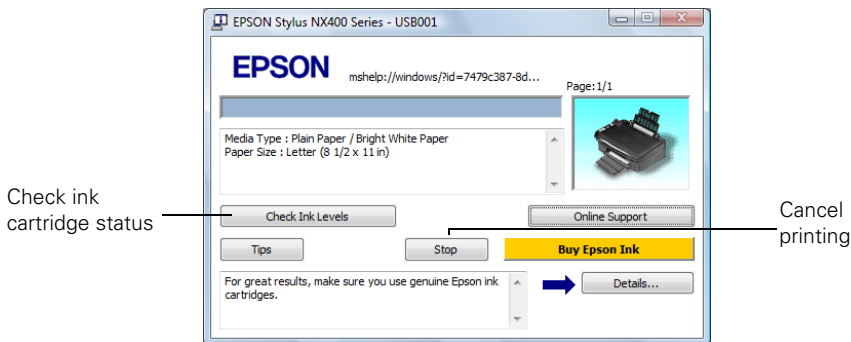 EPSON Stylus NX400 Series - USB001
EPSON
mshelp://windows/?id=7479c387-8d...
Page:1/1
Media Type : Plain Paper / Bright White Paper
Paper Size : Letter (8 1/2 x 11 in)
Check ink
cartridge status
Check Ink Levels
Online Support
Cancel
printing
Tips
Stop
Buy Epson Ink
For great results, make sure you use genuine Epson ink
cartridges.
Details...